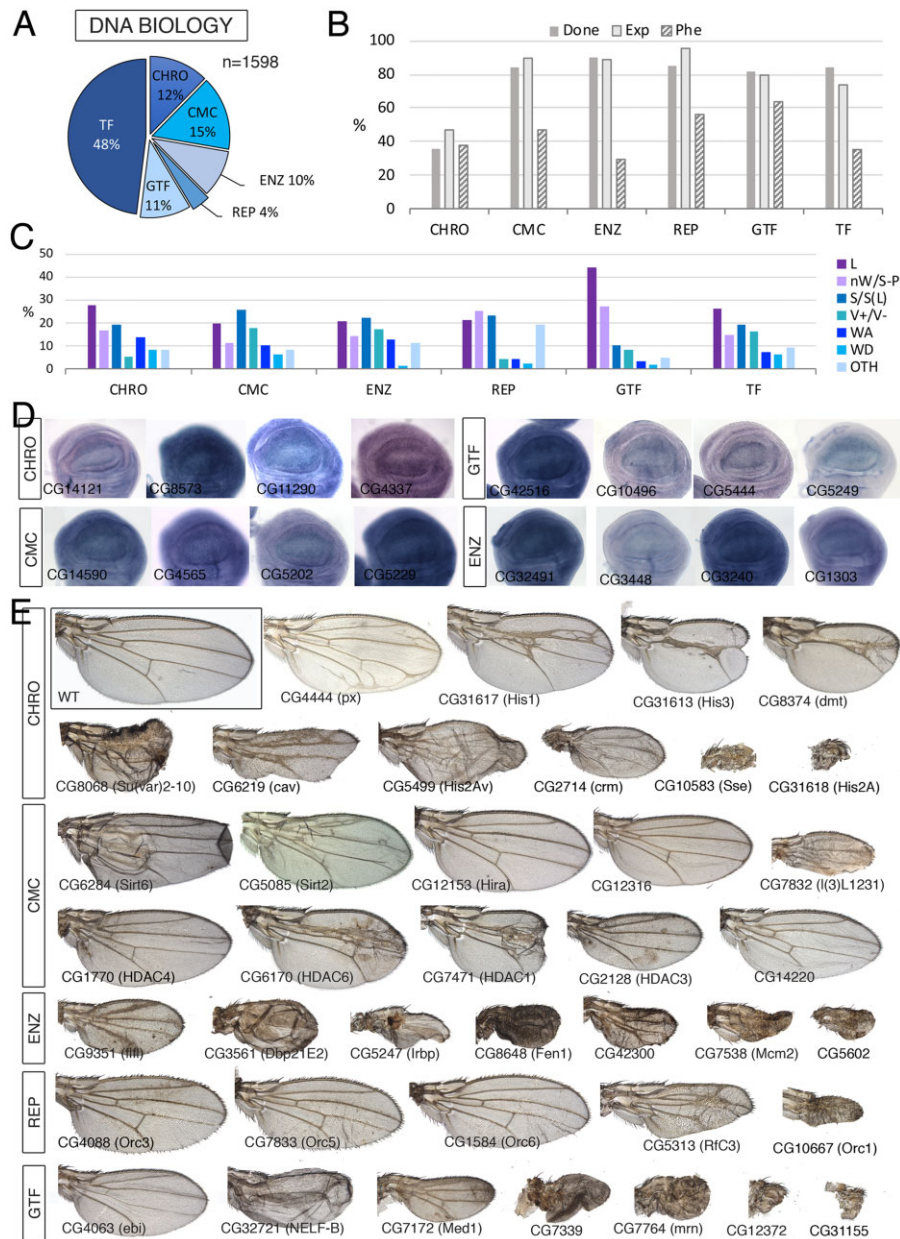 A
DNA BIOLOGY
n=1598
CHRO
12%
CMC
15%
TF
48%
GTF
11%
ENZ 10%
REP 4%
B
Done Exp Phe
100
80
60
%
40
20
0
CHRO CMC ENZ REP GTF TF
C
50
40
30
%
20
10
0
CHRO CMC ENZ REP GTF TF
L
nW/S-P
S/S(L)
V+/V-
WA
WD
OTH
D
CHRO
CG14121 CG8573 CG11290 CG4337
GTF
CG42516 CG10496 CG5444 CG5249
CMC
CG14590 CG4565 CG5202 CG5229
ENZ
CG32491 CG3448 CG3240 CG1303
E
CHRO
WT CG4444 (px) CG31617 (His1) CG31613 (His3) CG8374 (dmt)
CG8068 (Su(var)2-10) CG6219 (cav) CG5499 (His2Av) CG2714 (crm) CG10583 (Sse) CG31618 (His2A)
CMC
CG6284 (Sirt6) CG5085 (Sirt2) CG12153 (Hira) CG12316 CG7832 (l(3)L1231)
CG1770 (HDAC4) CG6170 (HDAC6) CG7471 (HDAC1) CG2128 (HDAC3) CG14220
ENZ
CG9351 (flfl) CG3561 (Dbp21E2) CG5247 (Irbp) CG8648 (Fen1) CG42300 CG7538 (Mcm2) CG5602
REP
CG4088 (Orc3) CG7833 (Orc5) CG1584 (Orc6) CG5313 (RfC3) CG10667 (Orc1)
GTF
CG4063 (ebi) CG32721 (NELF-B) CG7172 (Med1) CG7339 CG7764 (mrn) CG12372 CG31155